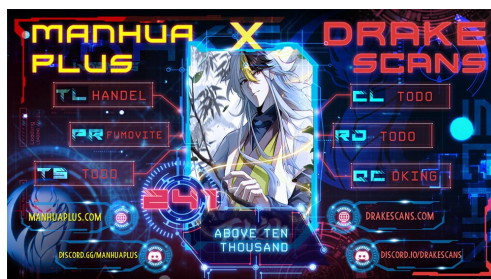 MANHUA PLUS X DRAKE SCANS
TL HANDEL
PR FUMOVITE
TS TODO
CL TODO
RD TODO
QC ÖKING
241
ABOVE TEN
THOUSAND
MANHUAPLUS.COM
DISCORD.GG/MANHUAPLUS
DRAKESCANS.COM
DISCORD.IO/DRAKESCANS